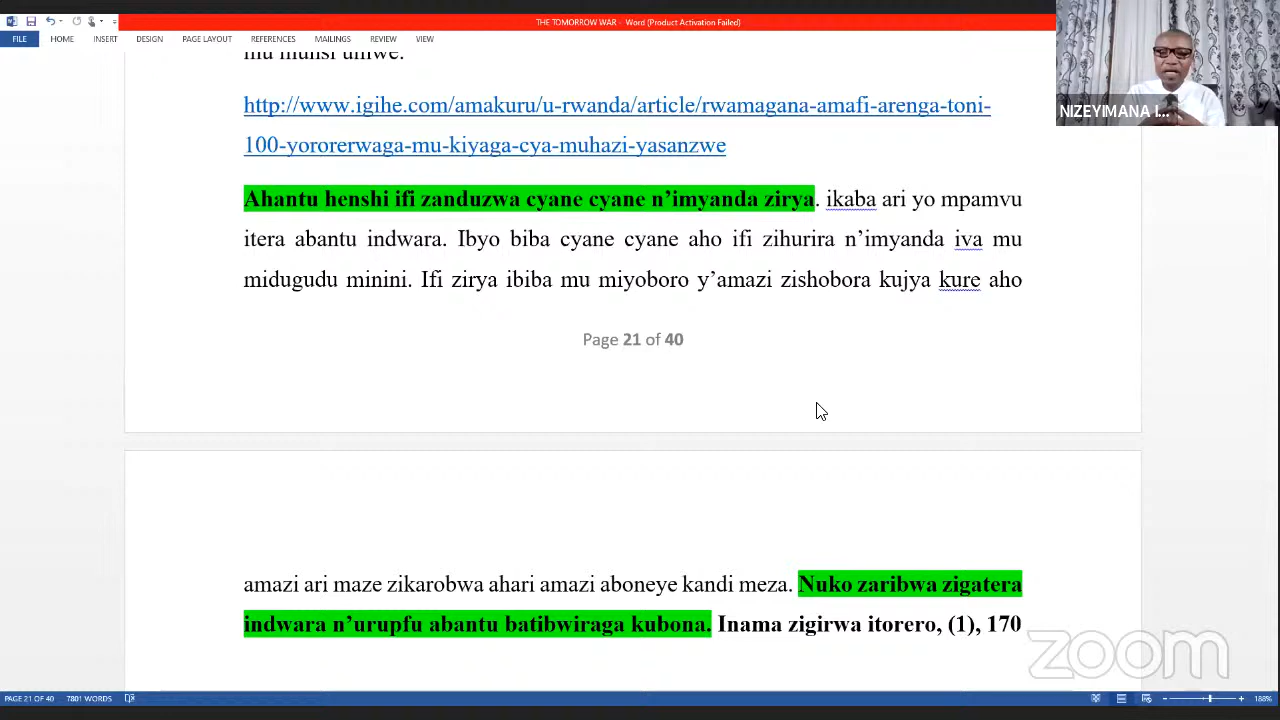 THE TOMORROW WAR - Word (Product Activation Failed)
FILE HOME INSERT DESIGN PAGE LAYOUT REFERENCES MAILINGS REVIEW VIEW
mu munsi umwe.
http://www.igihe.com/amakuru/u-rwanda/article/rwamagana-amafi-arenga-toni-
100-yororerwaga-mu-kiyaga-cya-muhazi-yasanzwe
Ahantu henshi ifi zanduzwa cyane cyane n’imyanda zirya. ikaba ari yo mpamvu
itera abantu indwara. Ibyo biba cyane cyane aho ifi zihurira n’imyanda iva mu
midugudu minini. Ifi zirya ibiba mu miyoboro y’amazi zishobora kujya kure aho
Page 21 of 40
amazi ari maze zikarobwa ahari amazi aboneye kandi meza. Nuko zaribwa zigatera
indwara n’urupfu abantu batibwiraga kubona. Inama zigirwa itorero, (1), 170
NIZEYIMANA I...
zoom
PAGE 21 OF 40 7801 WORDS
188%